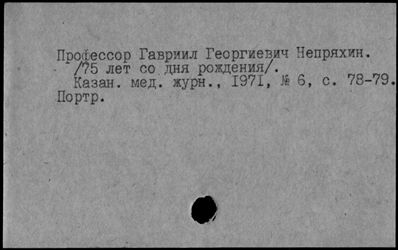 Профессор Гавриил Георгиевич Непряхин.
/75 лет со дня рождения/.
Казан. мед. журн., 1971, № 6, с. 78-79.
Портр.